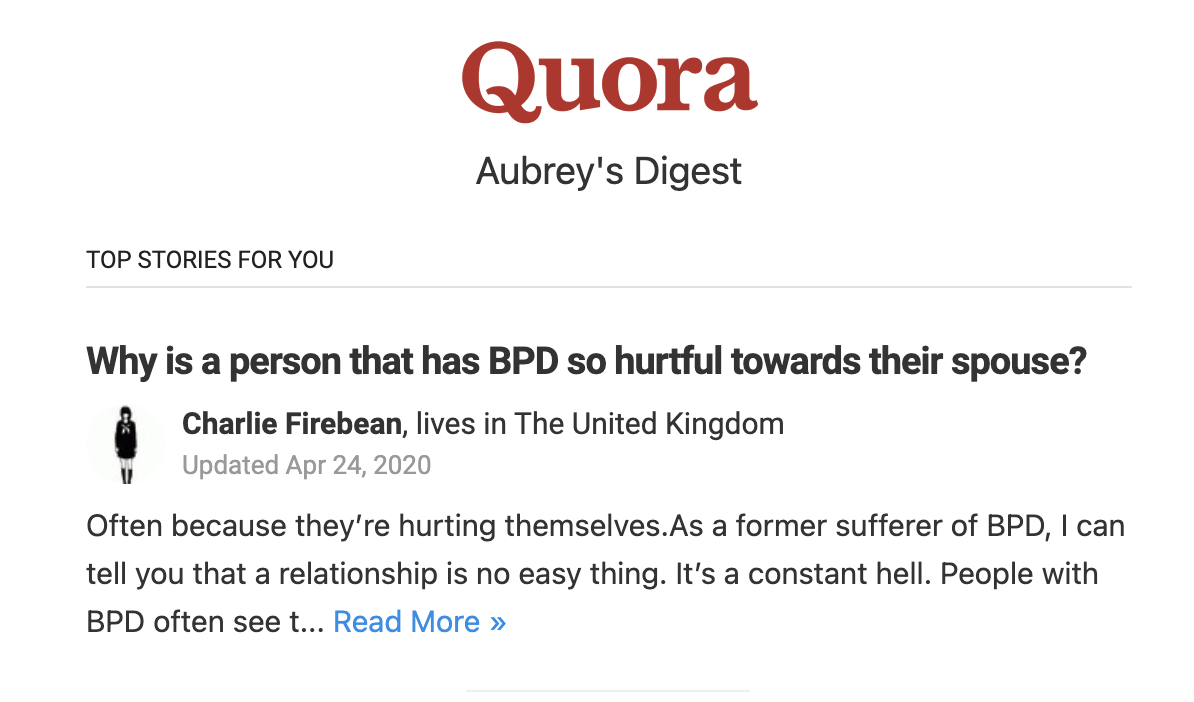 Quora
Aubrey's Digest
TOP STORIES FOR YOU
Why is a person that has BPD so hurtful towards their spouse?
Charlie Firebean, lives in The United Kingdom
Updated Apr 24, 2020
Often because they’re hurting themselves.As a former sufferer of BPD, I can
tell you that a relationship is no easy thing. It’s a constant hell. People with
BPD often see t... Read More »